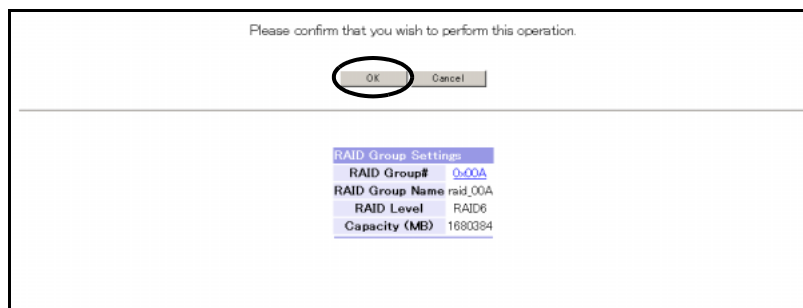 Please confirm that you wish to perform this operation.
OK Cancel
RAID Group Settings
RAID Group# 0x00A
RAID Group Name raid_00A
RAID Level RAID6
Capacity (MB) 1680384